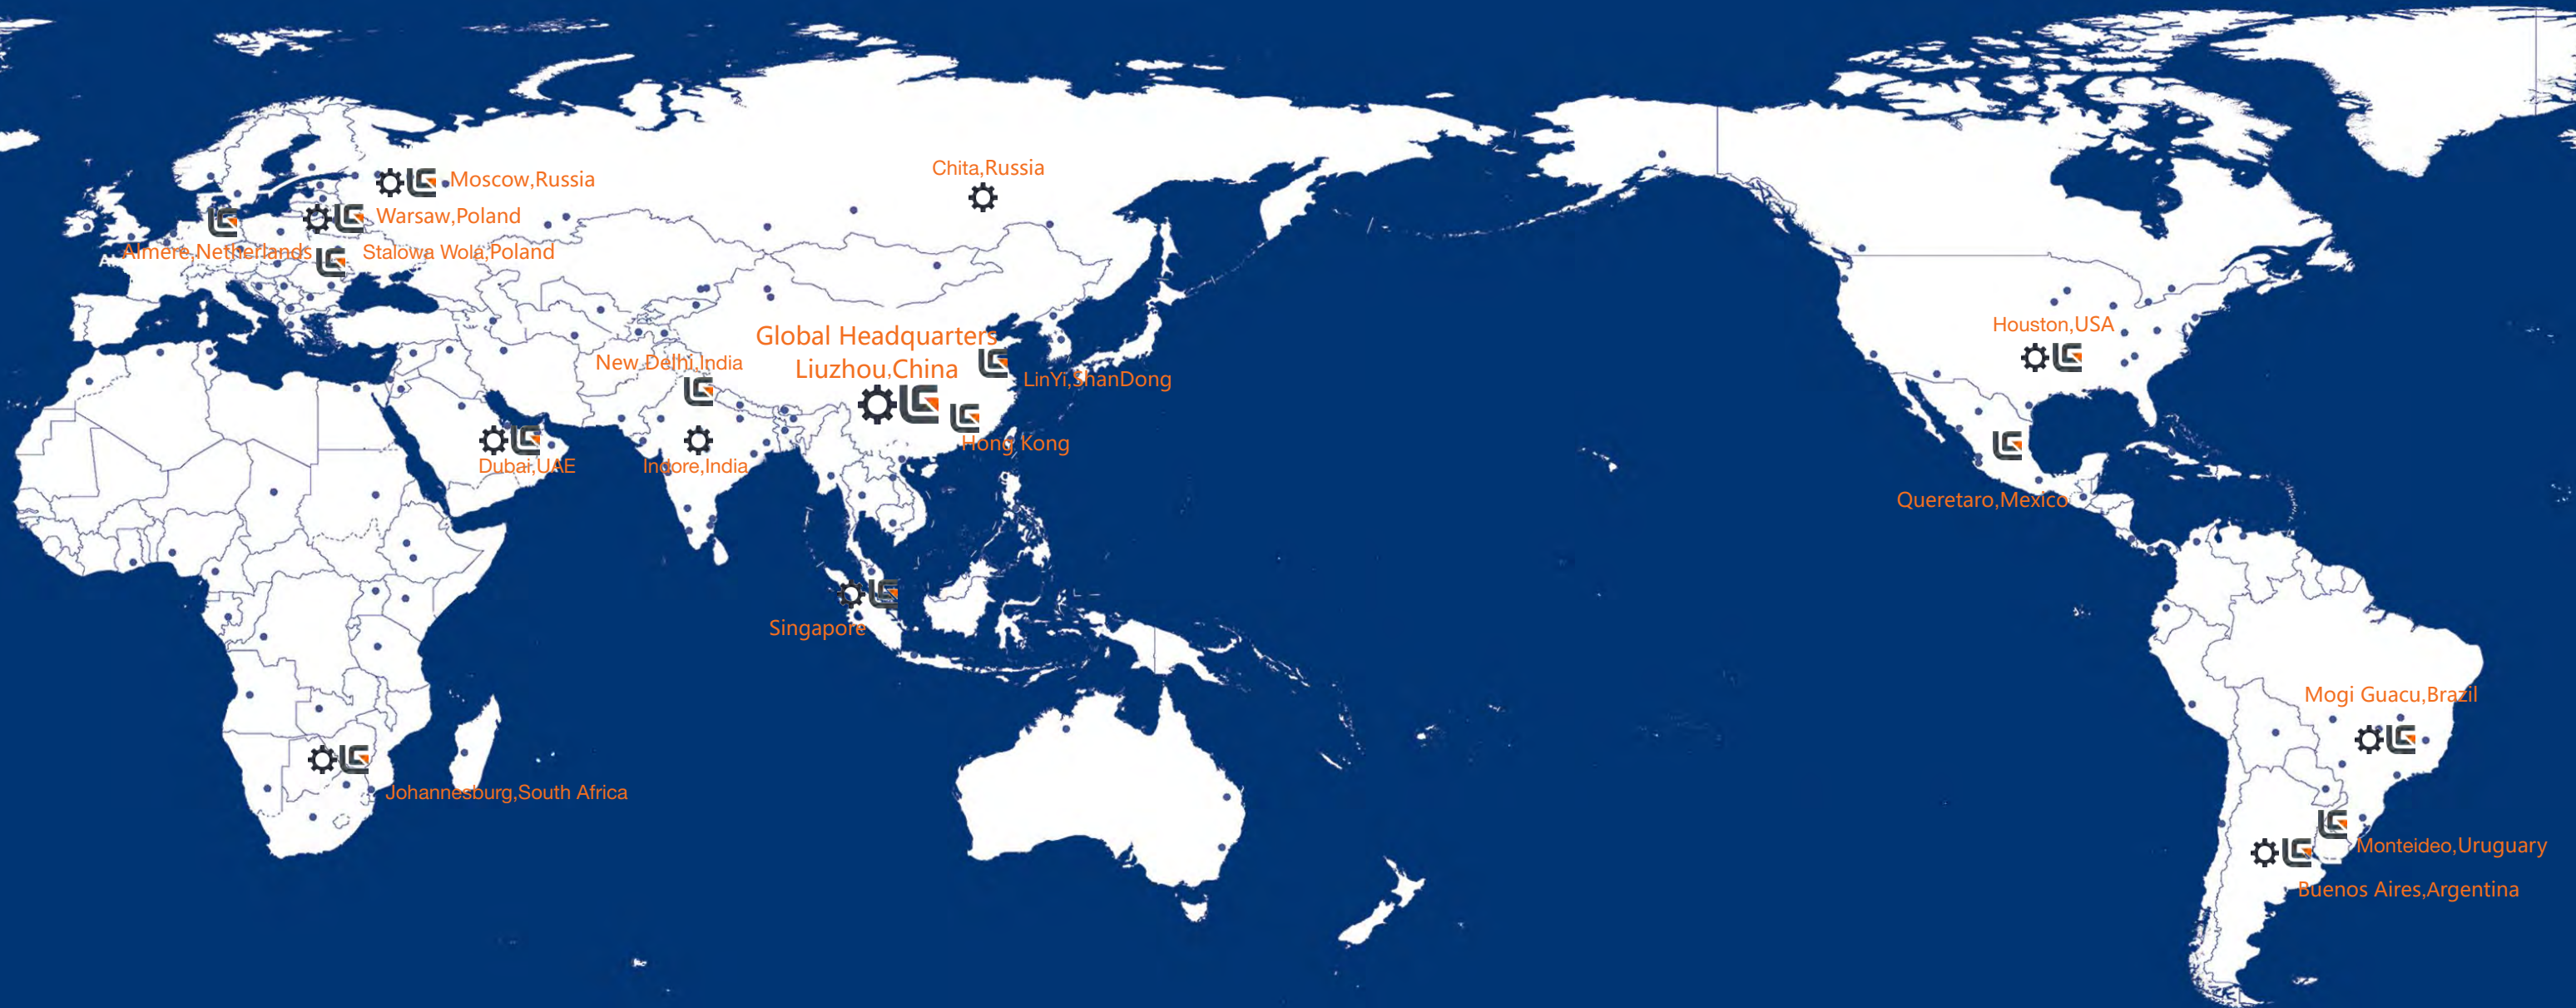 Chita,Russia
Moscow,Russia
Warsaw,Poland
Almere,Netherlands
Stalowa Wola,Poland
Global Headquarters
Liuzhou,China
New Delhi,India
LinYi,ShanDong
Hong Kong
Dubai,UAE
Indore,India
Singapore
Johannesburg,South Africa
Houston,USA
Queretaro,Mexico
Mogi Guacu,Brazil
Monteideo,Uruguary
Buenos Aires,Argentina